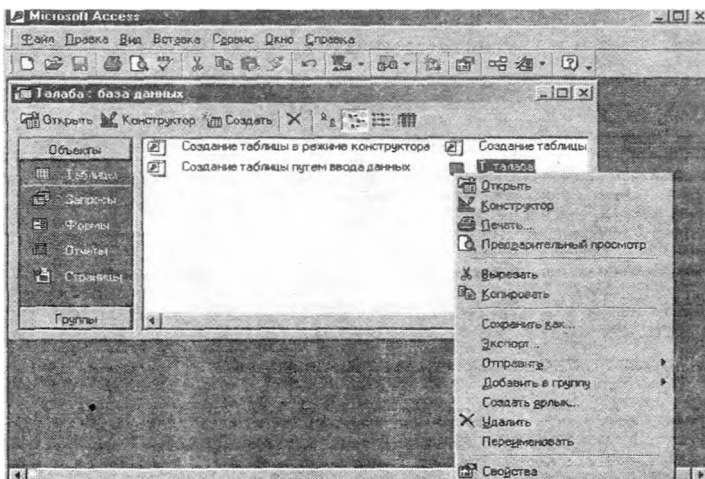 Microsoft Access
Файл Правка Вид Вставка Сервис Окно Справка
Талаба : база данных
Открыть Конструктор Создать
Объекты
Таблицы
Запросы
Формы
Отчеты
Страницы
Группы
Создание таблицы в режиме конструктора
Создание таблицы путем ввода данных
Создание таблицы
Т талаба
Открыть
Конструктор
Печать...
Предварительный просмотр
Вырезать
Копировать
Сохранить как...
Экспорт...
Отправить
Добавить в группу
Создать ярлык...
Удалить
Переименовать
Свойства